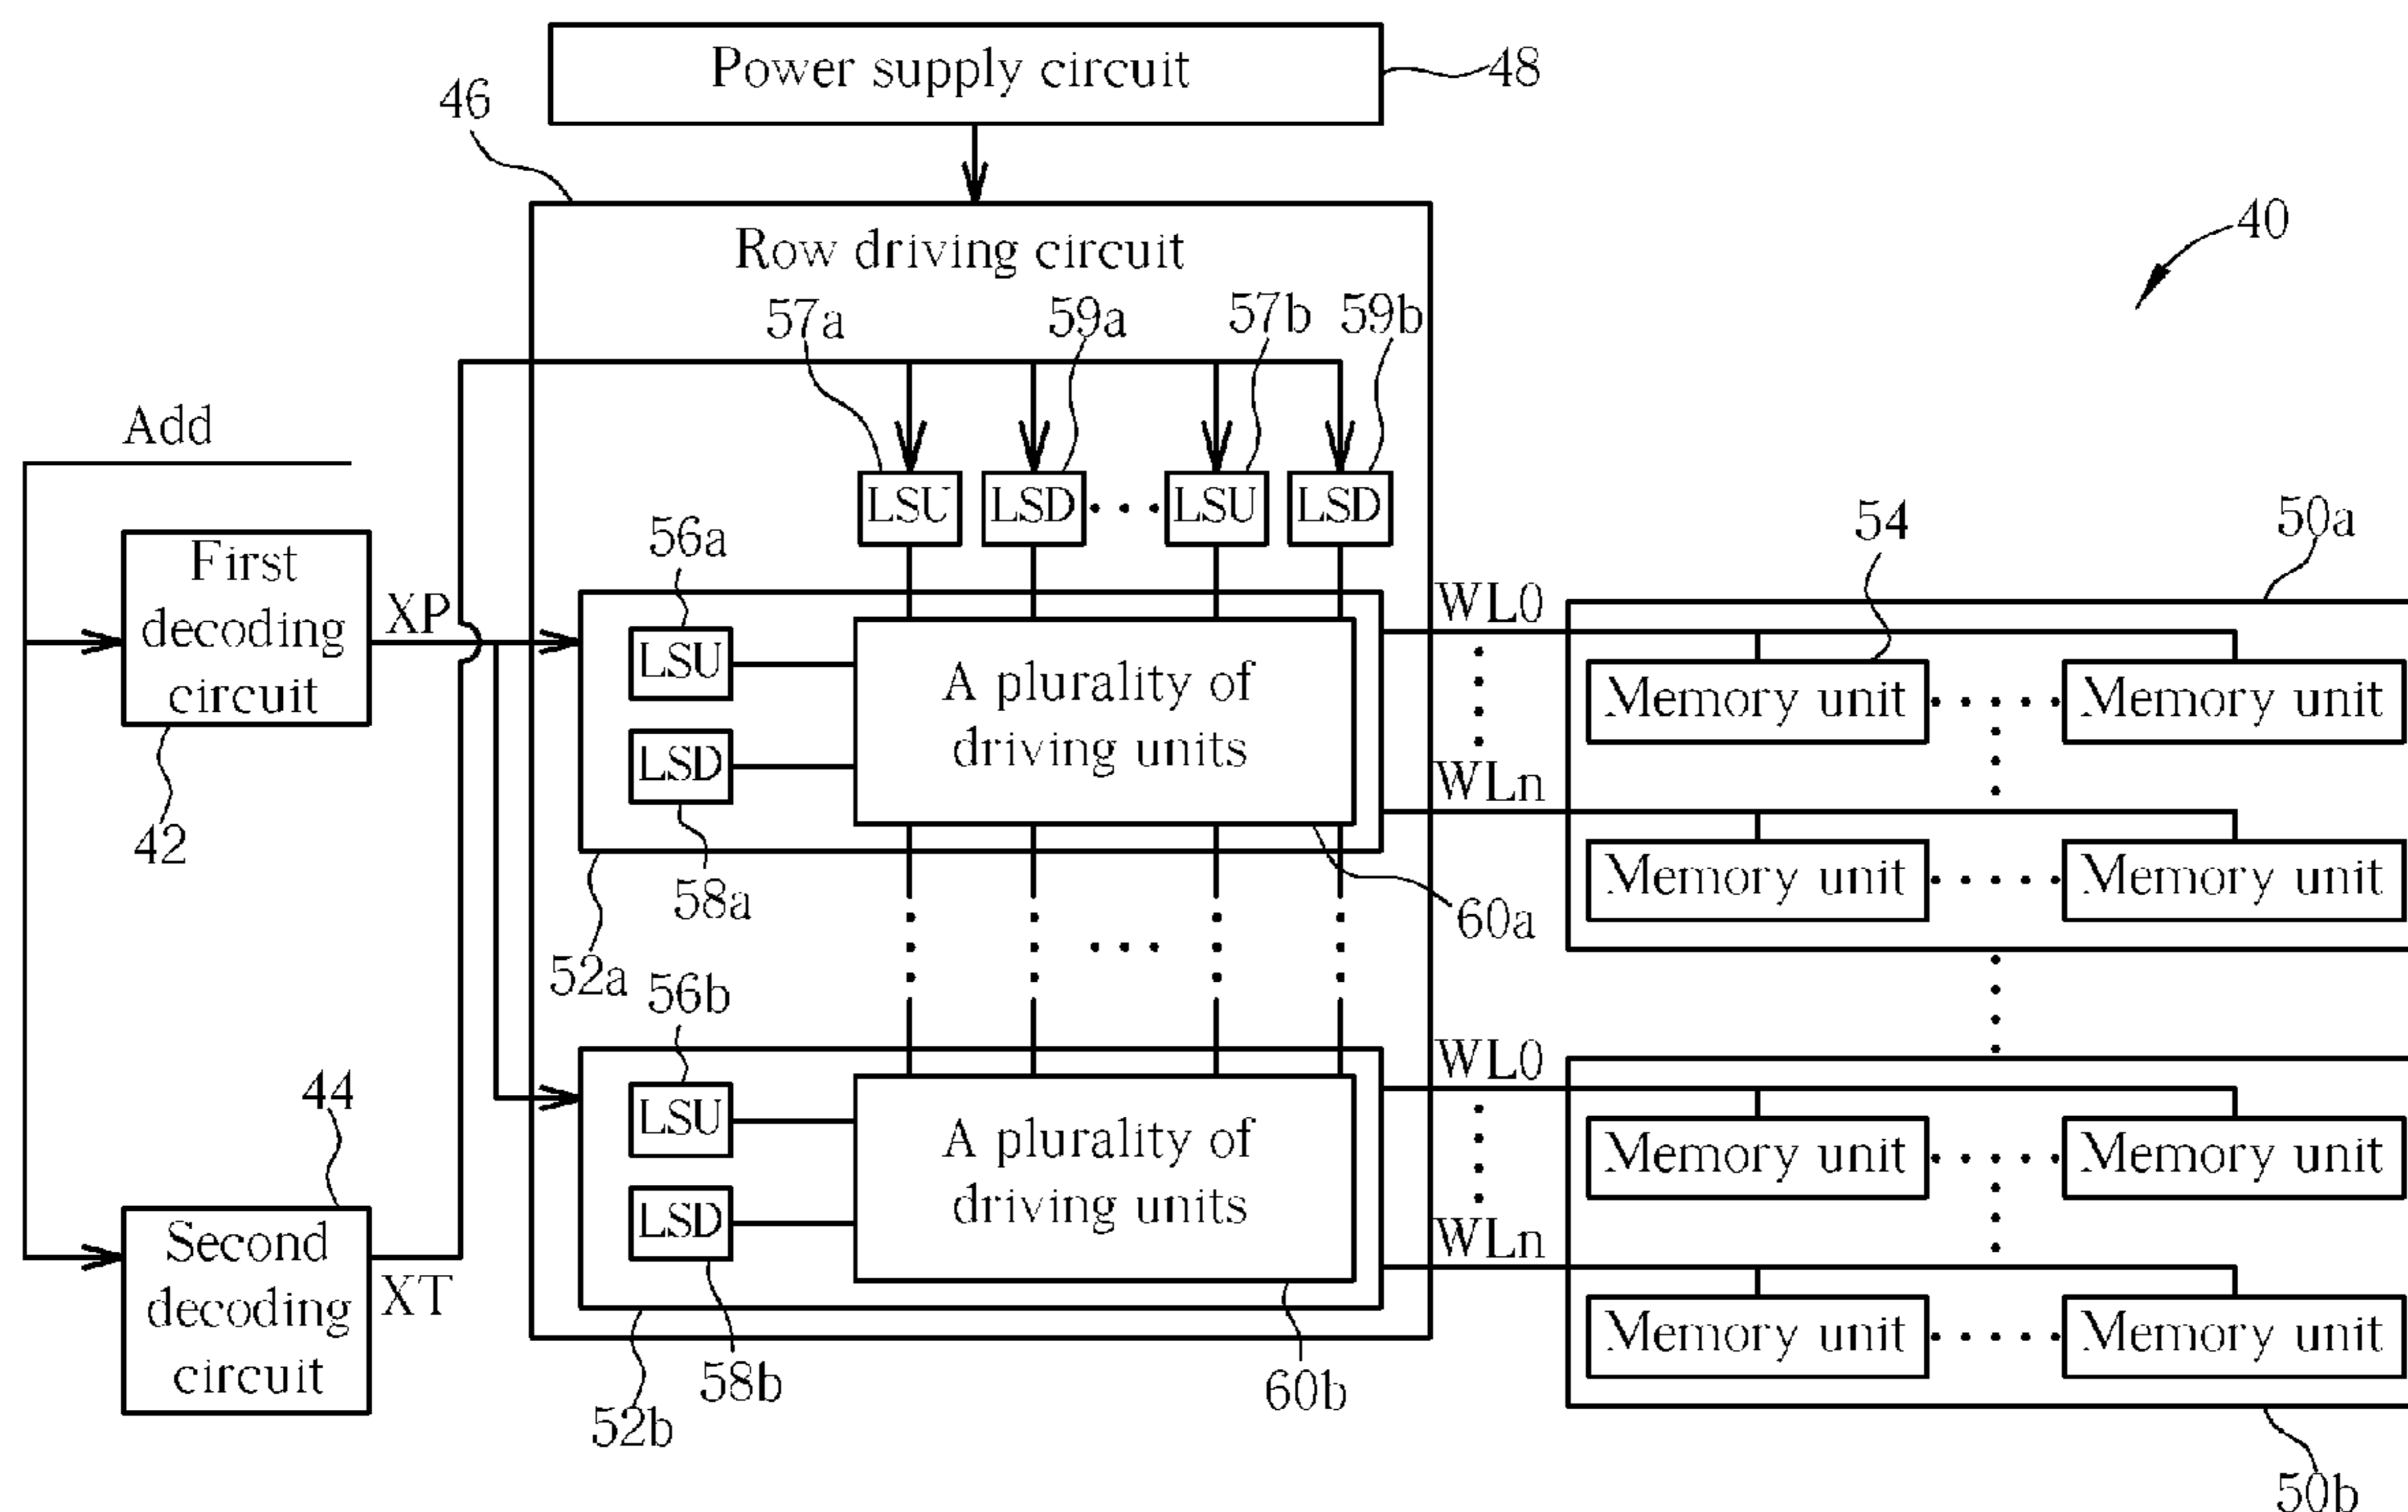 Power supply circuit
48
46
Row driving circuit
40
57a
59a
57b
59b
Add
LSU
LSD
LSU
LSD
First
decoding
circuit
42
XP
56a
LSU
LSD
58a
A plurality of
driving units
60a
52a
WL0
WLn
54
50a
Memory unit
Memory unit
Memory unit
Memory unit
44
Second
decoding
circuit
XT
56b
LSU
LSD
58b
A plurality of
driving units
60b
52b
WL0
WLn
Memory unit
Memory unit
Memory unit
Memory unit
50b